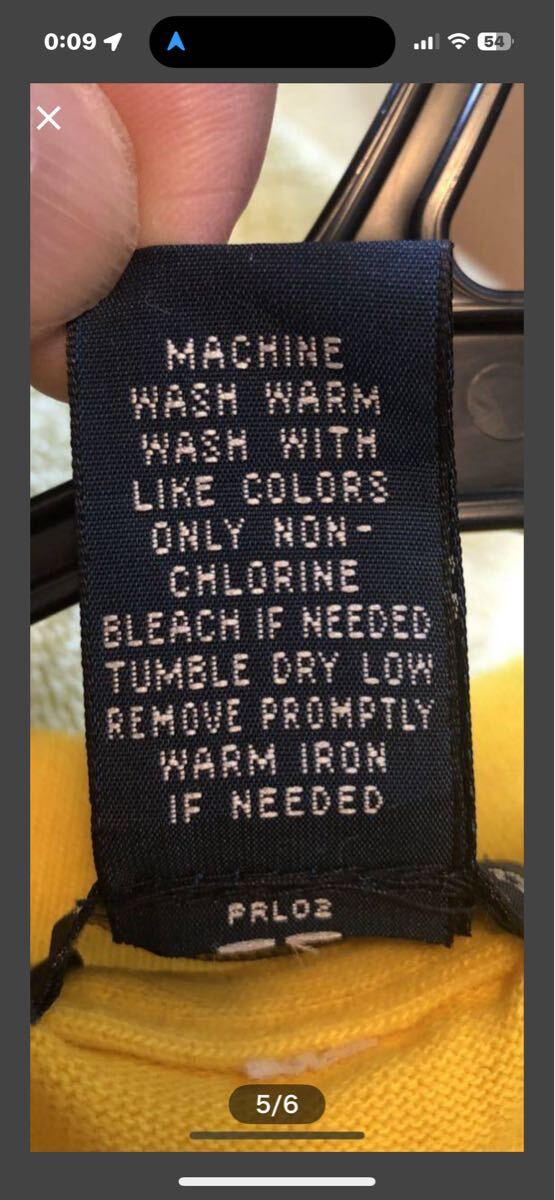 0:09
54
MACHINE
WASH WARM
WASH WITH
LIKE COLORS
ONLY NON-
CHLORINE
BLEACH IF NEEDED
TUMBLE DRY LOW
REMOVE PROMPTLY
WARM IRON
IF NEEDED
PRL02
5/6